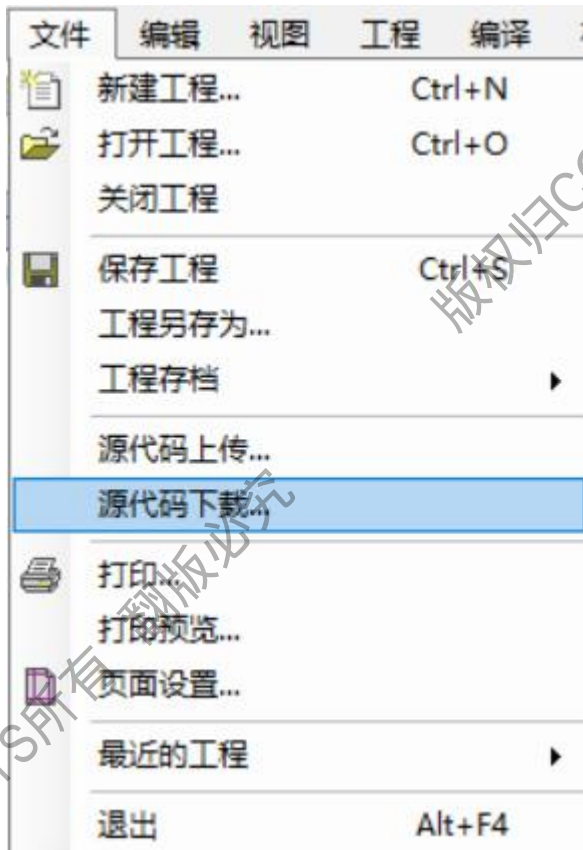 文件 编辑 视图 工程 编译
新建工程... Ctrl+N
打开工程... Ctrl+O
关闭工程
保存工程 Ctrl+S
工程另存为...
工程存档
源代码上传...
源代码下载...
打印...
打印预览...
页面设置...
最近的工程
退出 Alt+F4
版权归C
TS所有 翻版必究